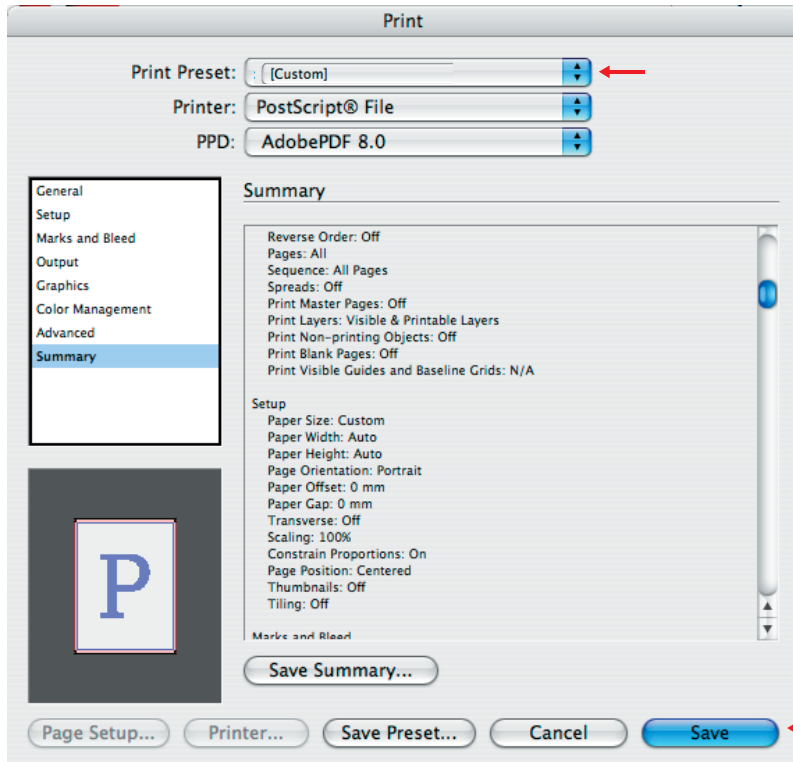 Print
Print Preset: : [Custom]
Printer: PostScript® File
PPD: AdobePDF 8.0
General
Setup
Marks and Bleed
Output
Graphics
Color Management
Advanced
Summary
Summary
Reverse Order: Off
Pages: All
Sequence: All Pages
Spreads: Off
Print Master Pages: Off
Print Layers: Visible & Printable Layers
Print Non-printing Objects: Off
Print Blank Pages: Off
Print Visible Guides and Baseline Grids: N/A
Setup
Paper Size: Custom
Paper Width: Auto
Paper Height: Auto
Page Orientation: Portrait
Paper Offset: 0 mm
Paper Gap: 0 mm
Transverse: Off
Scaling: 100%
Constrain Proportions: On
Page Position: Centered
Thumbnails: Off
Tiling: Off
Marks and Bleed
P
Save Summary...
Page Setup... Printer... Save Preset... Cancel Save